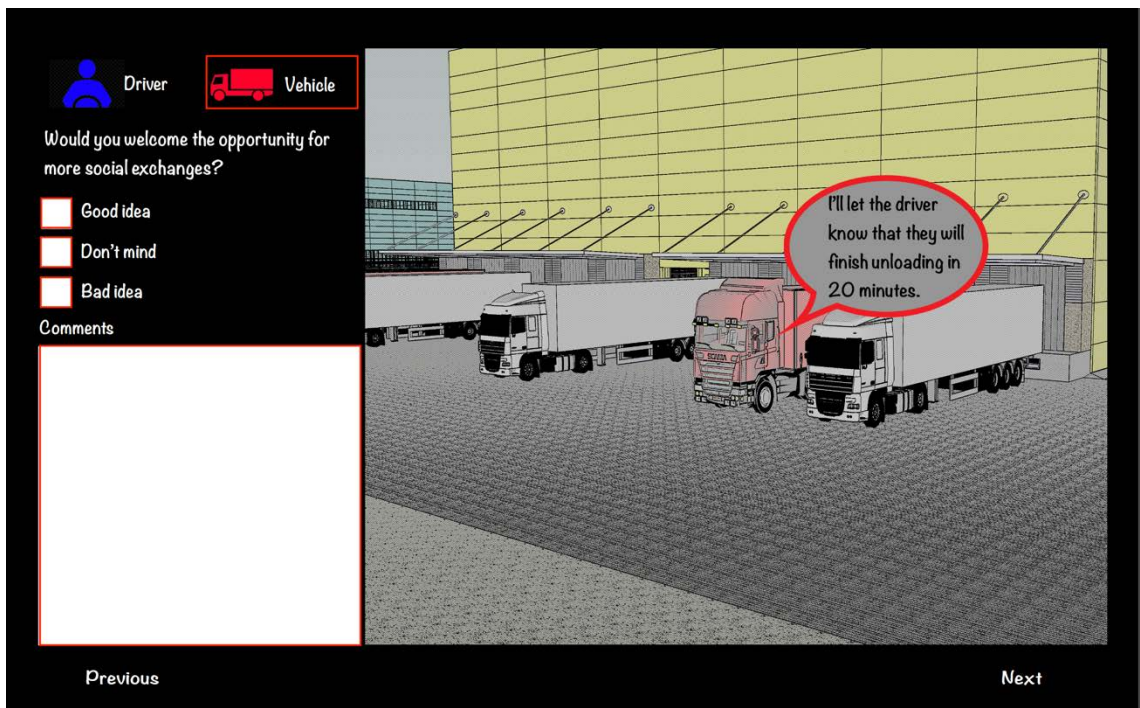 Driver
Vehicle
Would you welcome the opportunity for
more social exchanges?
Good idea
Don't mind
Bad idea
Comments
I'll let the driver
know that they will
finish unloading in
20 minutes.
SCANIA
Previous
Next